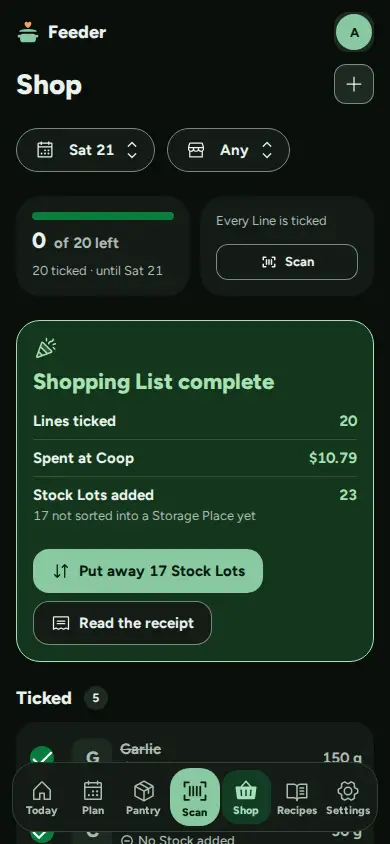 Feeder
A
Shop
Sat 21
Any
0 of 20 left
20 ticked · until Sat 21
Every Line is ticked
Scan
Shopping List complete
Lines ticked 20
Spent at Coop $10.79
Stock Lots added 23
17 not sorted into a Storage Place yet
Put away 17 Stock Lots
Read the receipt
Ticked 5
G Garlic 150 g
Today Plan Pantry Scan Shop Recipes Settings
No Stock added